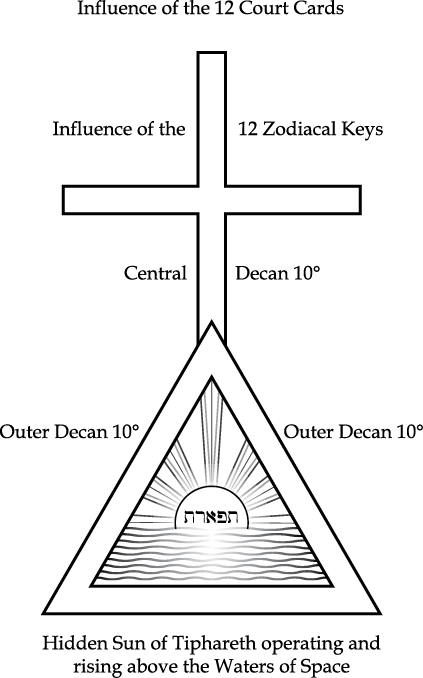 Influence of the 12 Court Cards
Influence of the 12 Zodiacal Keys
Central Decan 10°
Outer Decan 10° Outer Decan 10°
תפארת
Hidden Sun of Tiphareth operating and
rising above the Waters of Space